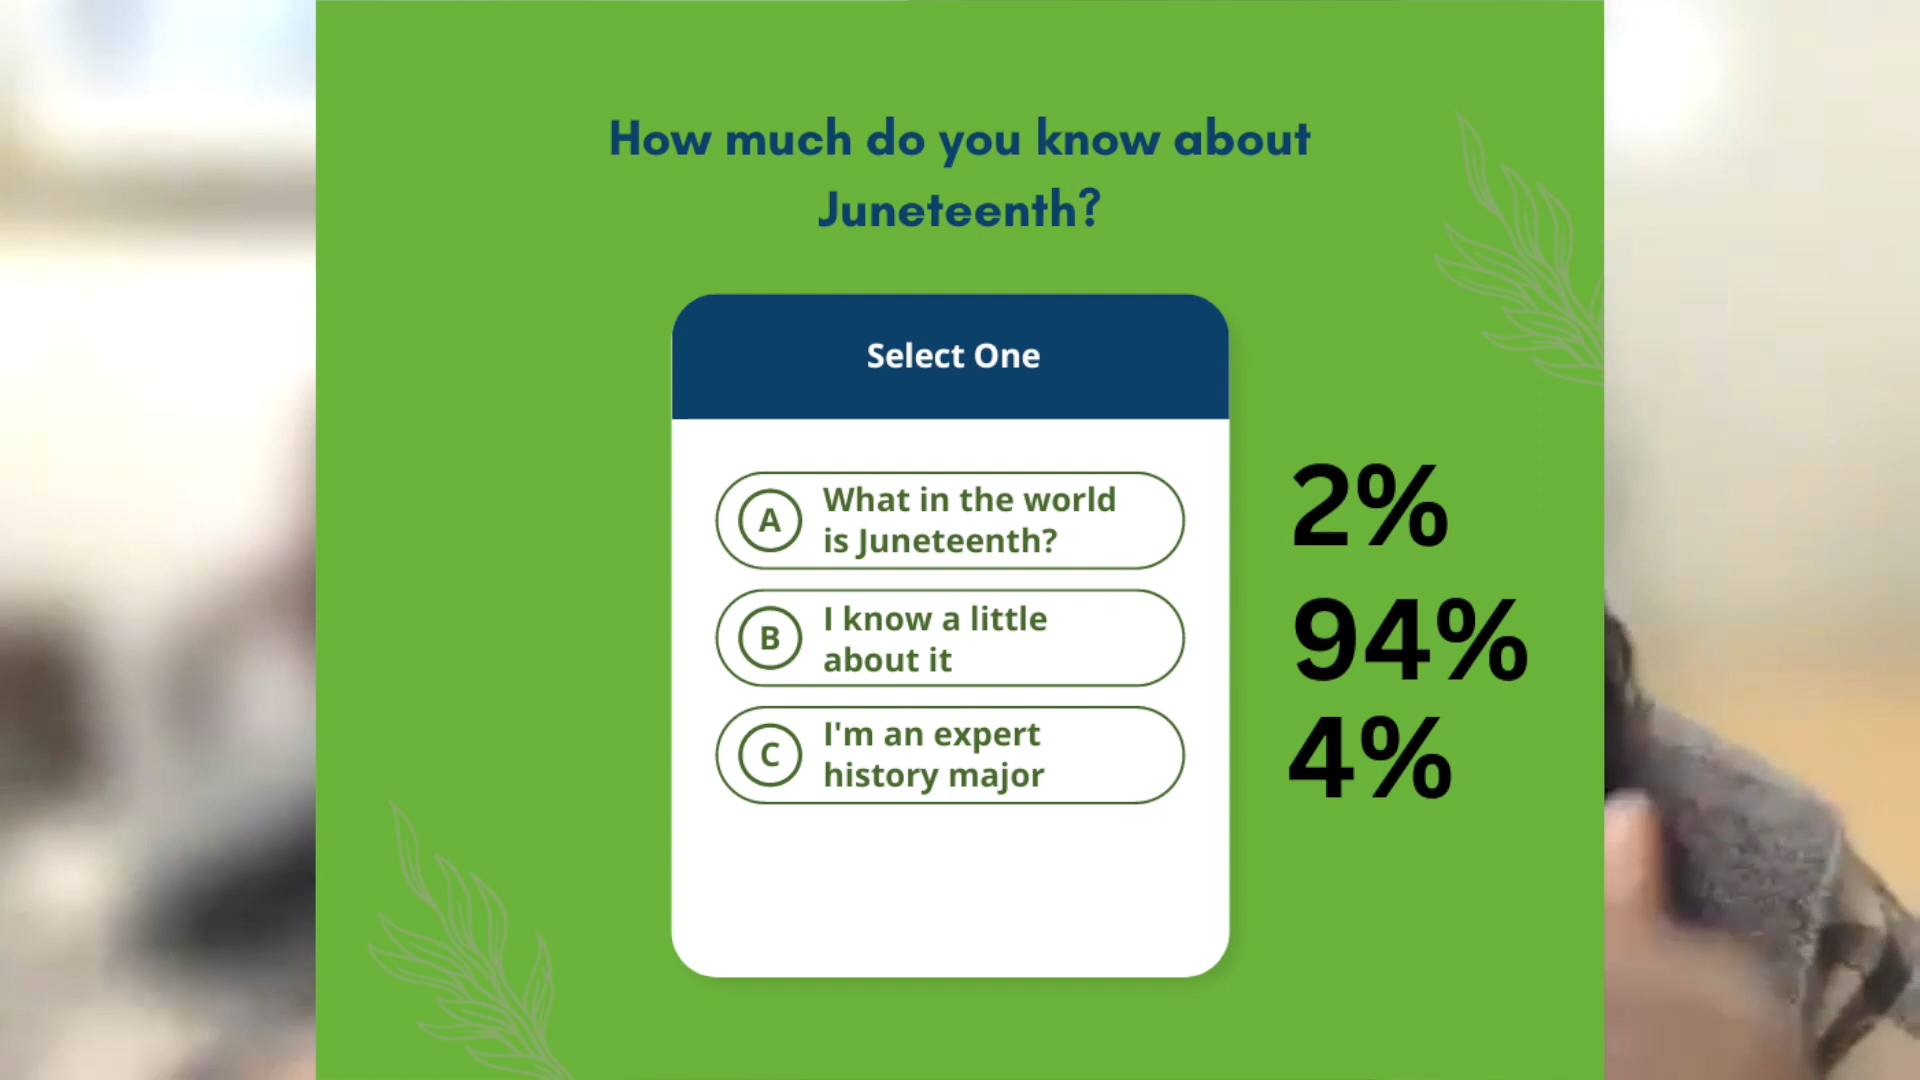 How much do you know about
Juneteenth?
Select One
A What in the world
is Juneteenth?
2%
B I know a little
about it
94%
C I'm an expert
history major
4%